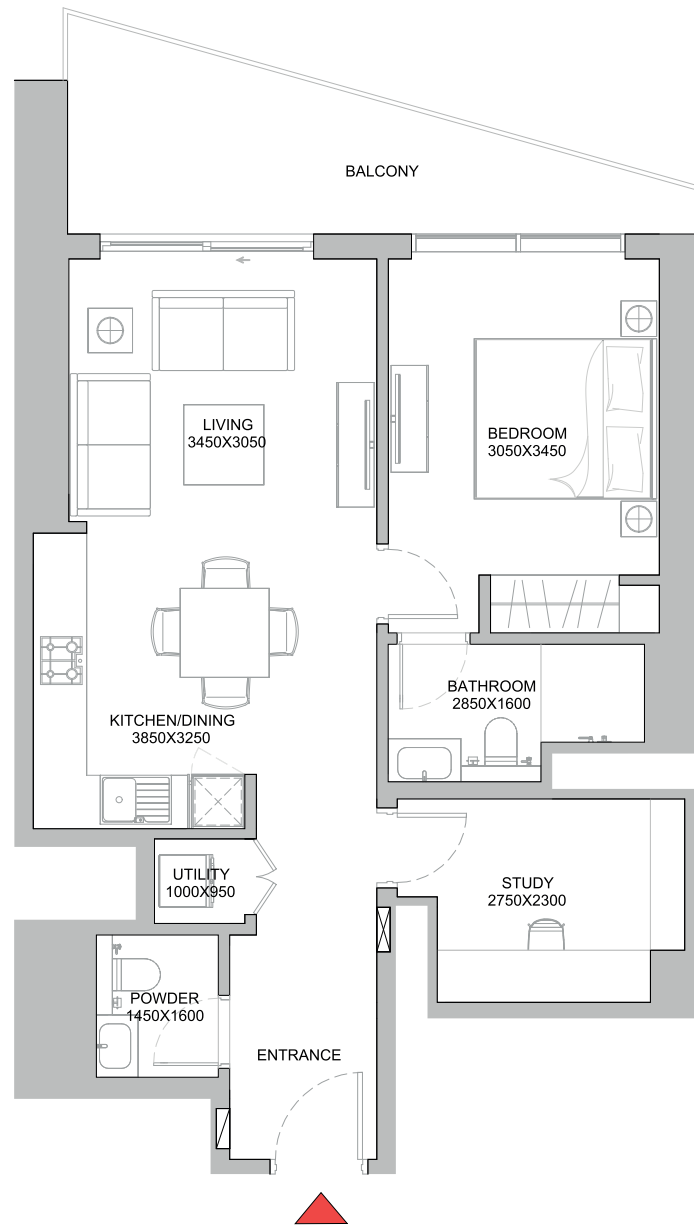 BALCONY
LIVING
3450X3050
BEDROOM
3050X3450
BATHROOM
2850X1600
KITCHEN/DINING
3850X3250
UTILITY
1000X950
STUDY
2750X2300
POWDER
1450X1600
ENTRANCE